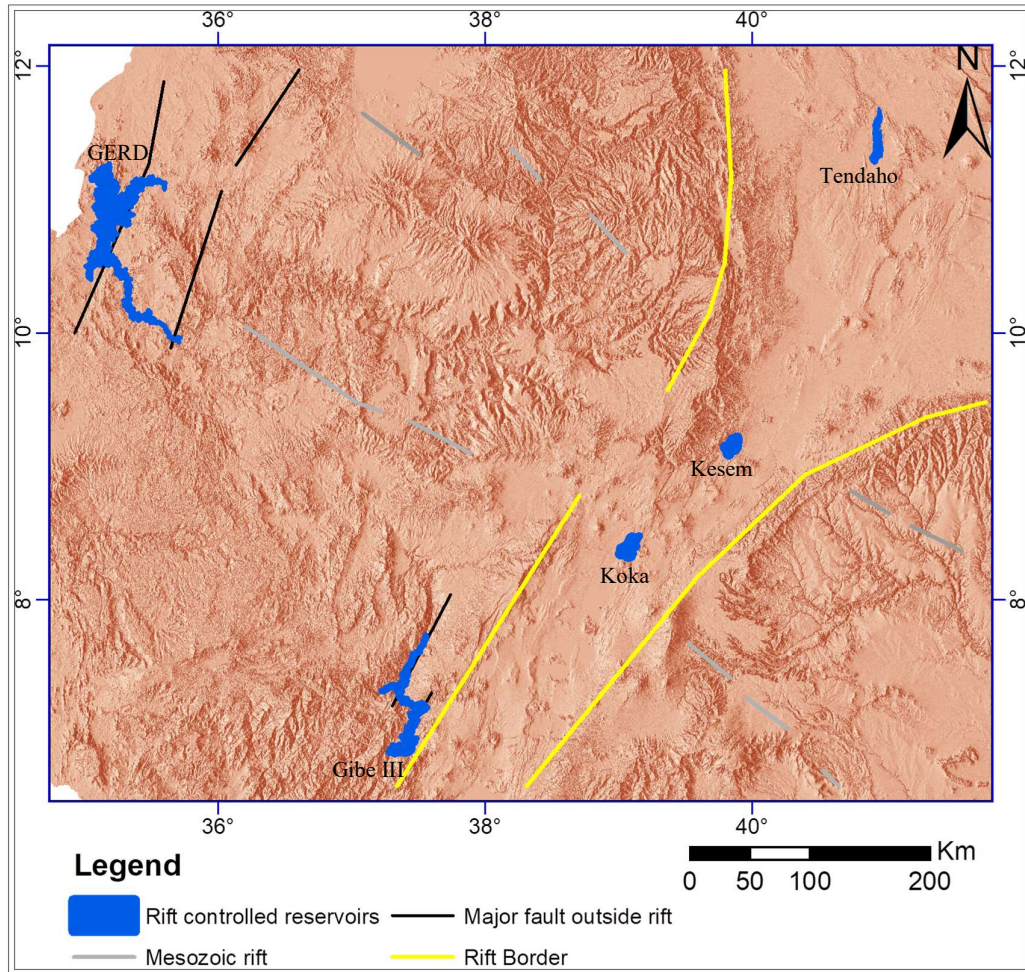 36° 38° 40°
12° 12°
N
GERD
Tendaho
10° 10°
Kesem
Koka
8° 8°
Gibe III
36° 38° 40°
Legend
Km
0 50 100 200
Rift controlled reservoirs Major fault outside rift
Mesozoic rift Rift Border